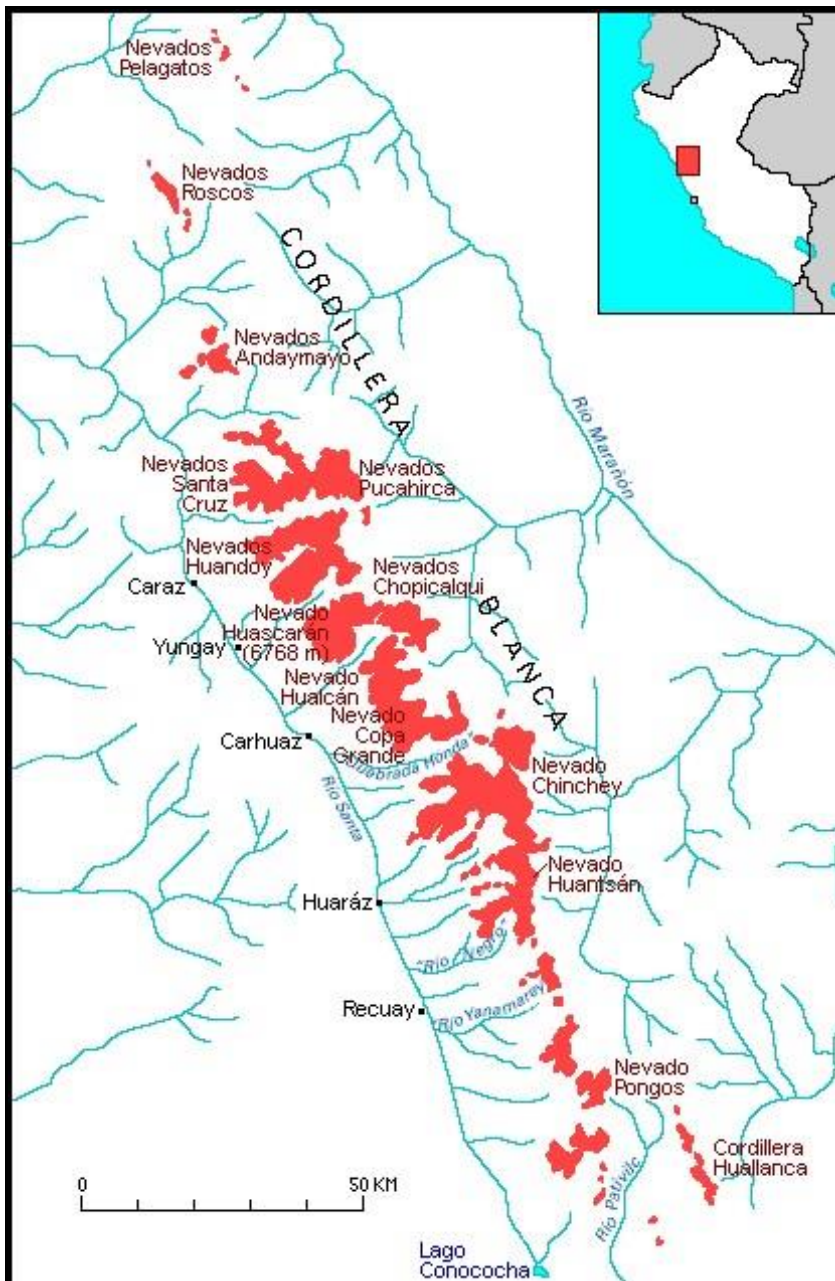 Nevados
Pelagatos
Nevados
Roscos
CORDILLERA
Nevados
Andaymayo
Río Marañón
Nevados
Santa
Cruz
Nevados
Pucahirca
Nevados
Huandoy
Nevados
Chopicalqui
Caraz
BLANCA
Nevado
Huascarán
(6768 m)
Yungay
Nevado
Hualcán
Nevado
Copa
Grande
Carhuaz
"Quebrada Honda"
Nevado
Chinchey
Río Santa
Nevado
Huantsán
Huaráz
"Río Negro"
Recuay
"Río Yanamarey"
Nevado
Pongos
Cordillera
Huallanca
0 50 KM
Río Pativilc
Lago
Conococha